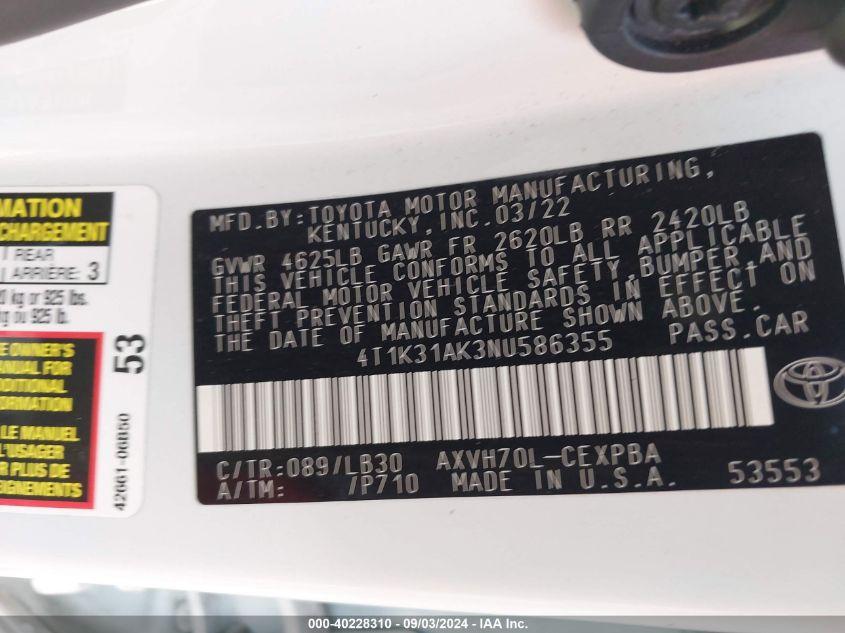 MATION
CHARGEMENT
REAR
ARRIÈRE: 3
kg or 925 lbs.
kg ou 925 lb.
E OWNER'S
MANUAL FOR
ADDITIONAL
INFORMATION
LE MANUEL
L'USAGER
R PLUS DE
53
42661-06B50
MFD.BY:TOYOTA MOTOR MANUFACTURING,
KENTUCKY,INC.03/22
GVWR 4625LB GAWR FR 2620LB RR 2420LB
THIS VEHICLE CONFORMS TO ALL APPLICABLE
FEDERAL MOTOR VEHICLE SAFETY,BUMPER,AND
THEFT PREVENTION STANDARDS IN EFFECT ON
THE DATE OF MANUFACTURE SHOWN ABOVE.
4T1K31AK3NU586355 PASS.CAR
C/TR:089/LB30 AXVH70L-CEXPBA
A/TM: /P710 MADE IN U.S.A. 53553
000-40228310 - 09/03/2024 - IAA Inc.